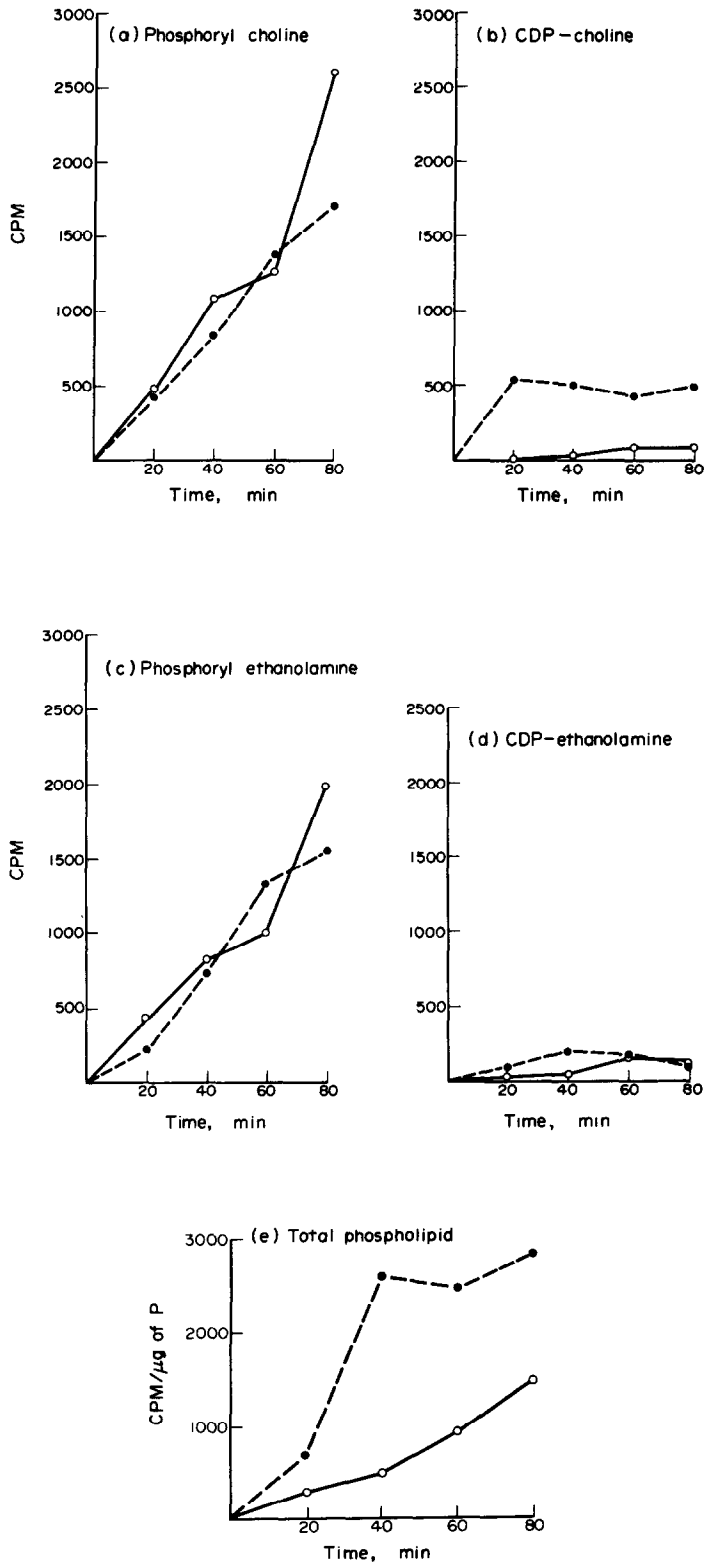 (a) Phosphoryl choline
3000
2500
2000
1500
1000
500
CPM
20 40 60 80
Time, min
(b) CDP-choline
3000
2500
2000
1500
1000
500
20 40 60 80
Time, min
(c) Phosphoryl ethanolamine
3000
2500
2000
1500
1000
500
CPM
20 40 60 80
Time, min
(d) CDP-ethanolamine
2500
2000
1500
1000
500
20 40 60 80
Time, min
(e) Total phospholipid
3000
2000
1000
CPM/μg of P
20 40 60 80
Time, min